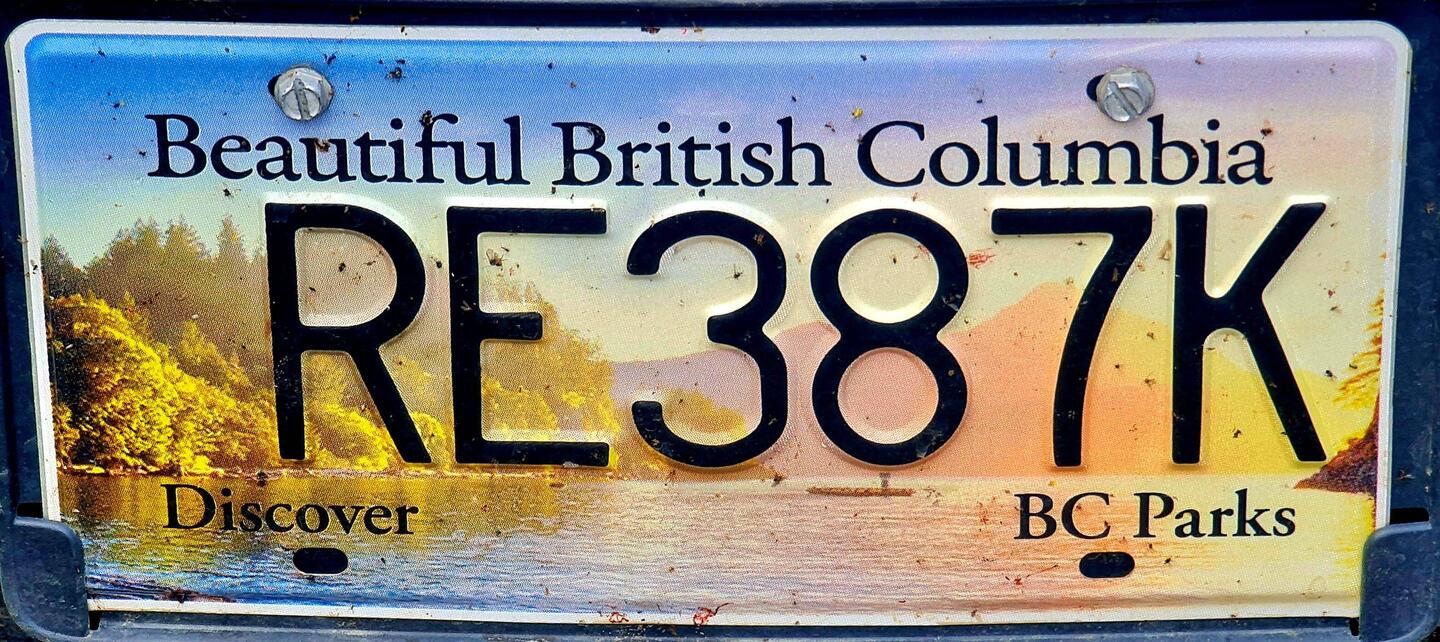 Beautiful British Columbia
RE387K
Discover BC Parks